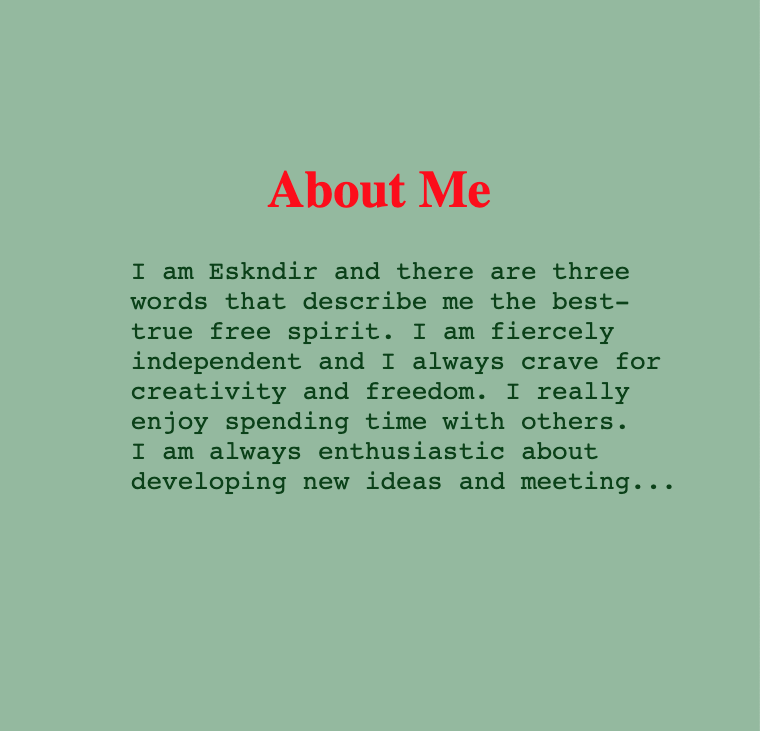 About Me
I am Eskndir and there are three
words that describe me the best-
true free spirit. I am fiercely
independent and I always crave for
creativity and freedom. I really
enjoy spending time with others.
I am always enthusiastic about
developing new ideas and meeting...